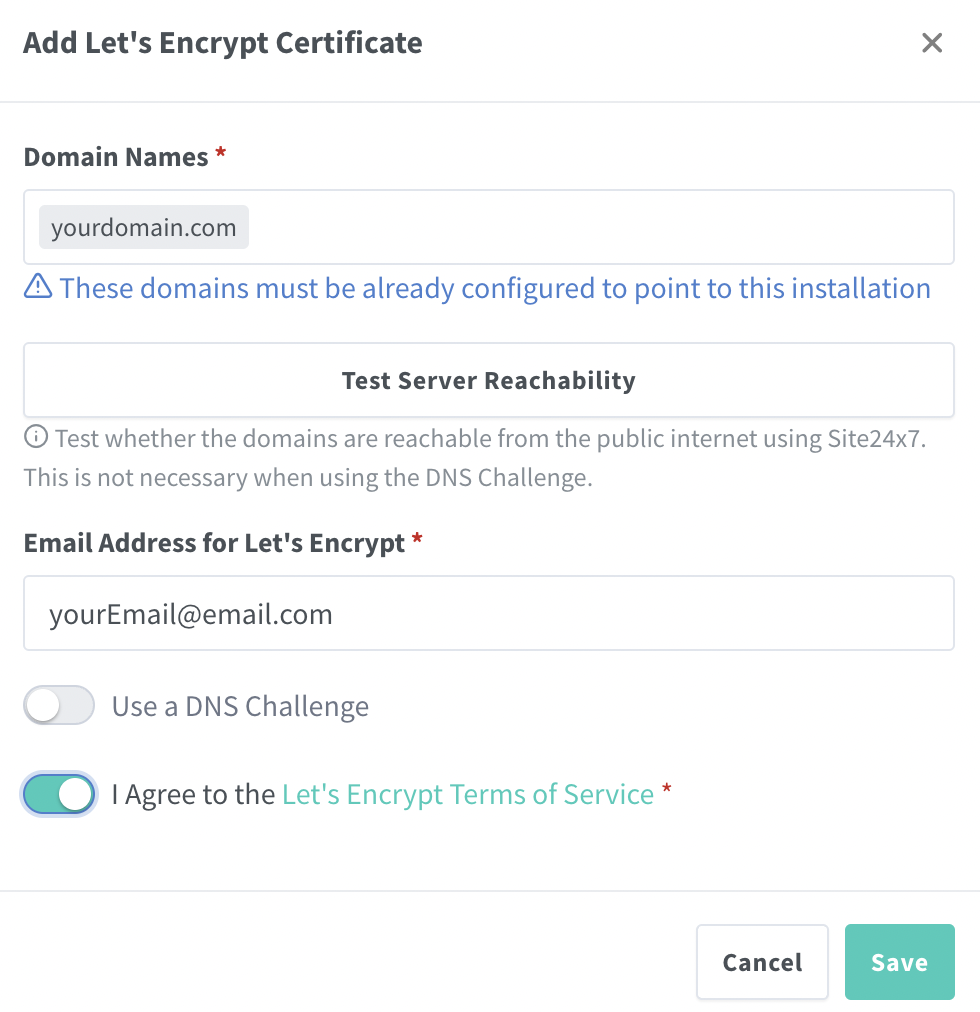 Add Let's Encrypt Certificate
Domain Names *
yourdomain.com
These domains must be already configured to point to this installation
Test Server Reachability
Test whether the domains are reachable from the public internet using Site24x7.
This is not necessary when using the DNS Challenge.
Email Address for Let's Encrypt *
yourEmail@email.com
Use a DNS Challenge
I Agree to the Let's Encrypt Terms of Service *
Cancel
Save